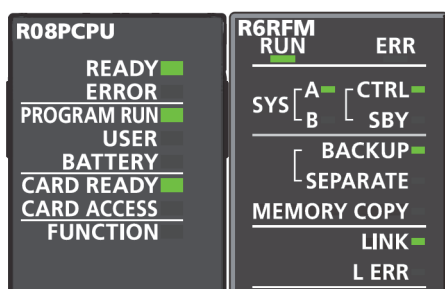 R08PCPU
READY
ERROR
PROGRAM RUN
USER
BATTERY
CARD READY
CARD ACCESS
FUNCTION
R6RFM
RUN ERR
SYS A CTRL
B SBY
BACKUP
SEPARATE
MEMORY COPY
LINK
L ERR